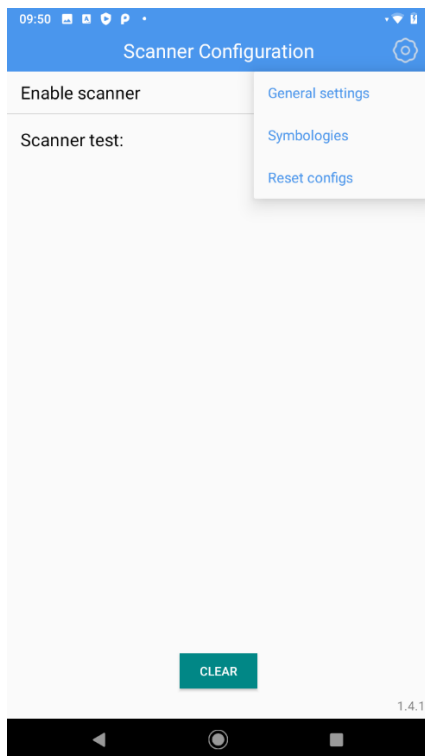 09:50
Scanner Configuration
Enable scanner
General settings
Scanner test:
Symbologies
Reset configs
CLEAR
1.4.1